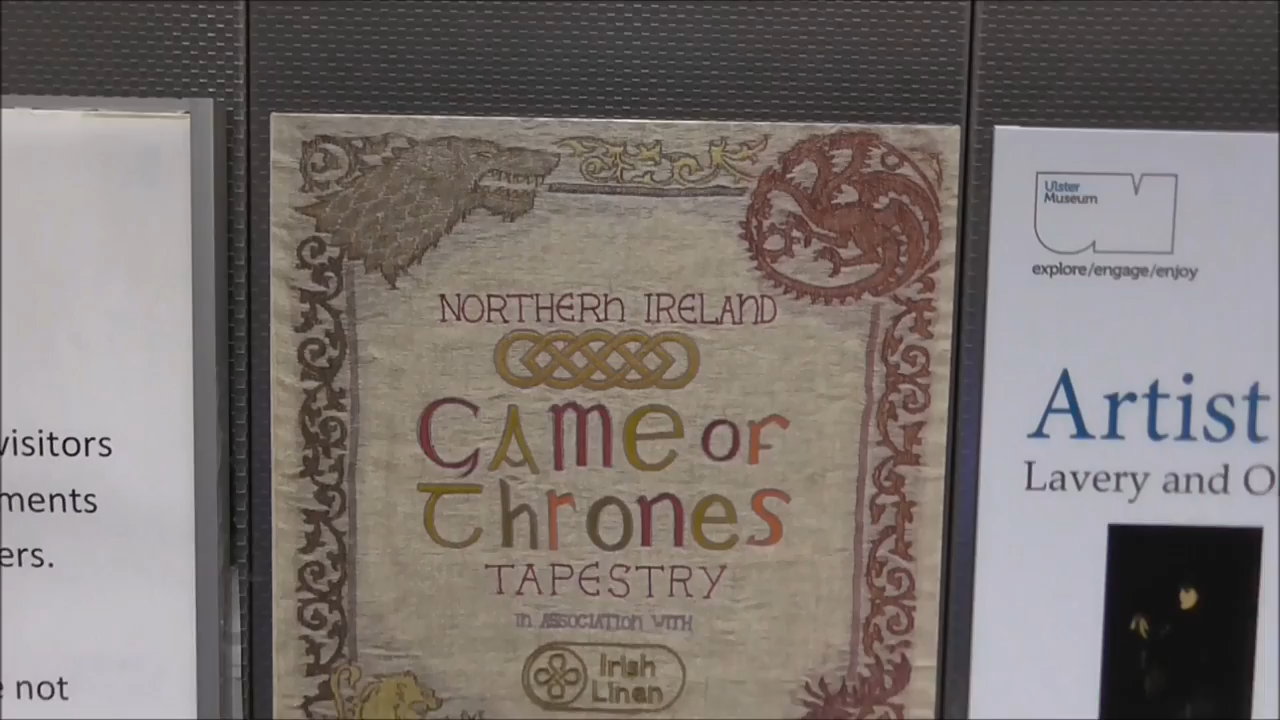 visitors
ments
ers.
not
NORTHERN IRELAND
GAME OF
THRONES
TAPESTRY
IN ASSOCIATION WITH
Irish
Linen
Ulster
Museum
explore/engage/enjoy
Artist
Lavery and O